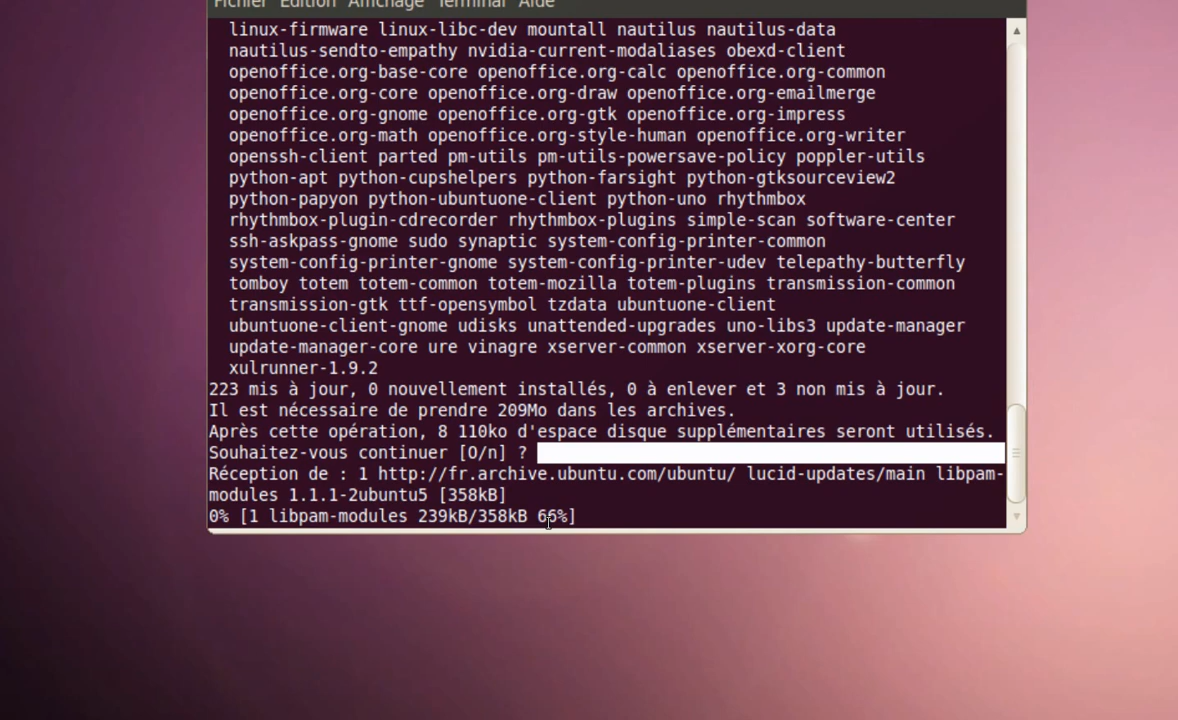 Fichier Édition Affichage Terminal Aide
linux-firmware linux-libc-dev mountall nautilus nautilus-data
nautilus-sendto-empathy nvidia-current-modaliases obexd-client
openoffice.org-base-core openoffice.org-calc openoffice.org-common
openoffice.org-core openoffice.org-draw openoffice.org-emailmerge
openoffice.org-gnome openoffice.org-gtk openoffice.org-impress
openoffice.org-math openoffice.org-style-human openoffice.org-writer
openssh-client parted pm-utils pm-utils-powersave-policy poppler-utils
python-apt python-cupshelpers python-farsight python-gtksourceview2
python-papyon python-ubuntuone-client python-uno rhythmbox
rhythmbox-plugin-cdrecorder rhythmbox-plugins simple-scan software-center
ssh-askpass-gnome sudo synaptic system-config-printer-common
system-config-printer-gnome system-config-printer-udev telepathy-butterfly
tomboy totem totem-common totem-mozilla totem-plugins transmission-common
transmission-gtk ttf-opensymbol tzdata ubuntuone-client
ubuntuone-client-gnome udisks unattended-upgrades uno-libs3 update-manager
update-manager-core ure vinagre xserver-common xserver-xorg-core
xulrunner-1.9.2
223 mis à jour, 0 nouvellement installés, 0 à enlever et 3 non mis à jour.
Il est nécessaire de prendre 209Mo dans les archives.
Après cette opération, 8 110ko d'espace disque supplémentaires seront utilisés.
Souhaitez-vous continuer [O/n] ?
Réception de : 1 http://fr.archive.ubuntu.com/ubuntu/ lucid-updates/main libpam-
modules 1.1.1-2ubuntu5 [358kB]
0% [1 libpam-modules 239kB/358kB 66%]